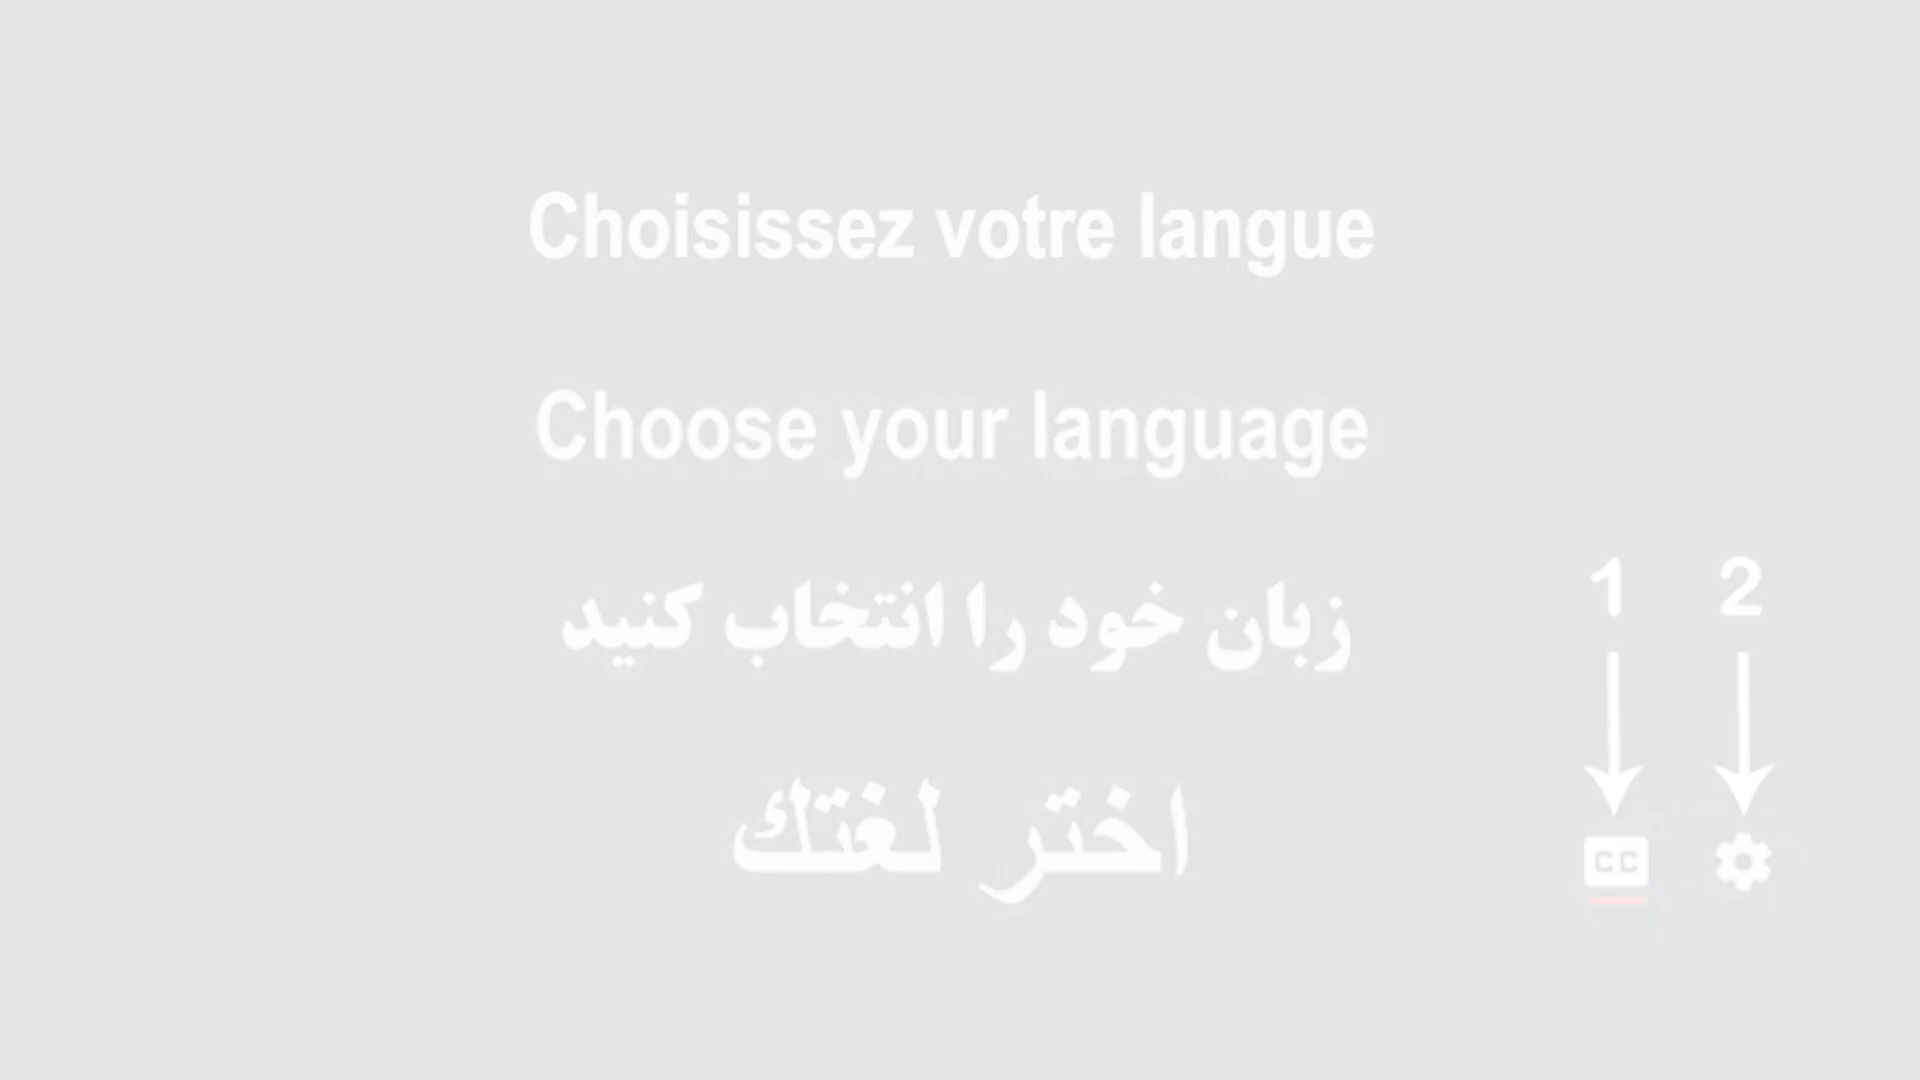 Choisissez votre langue
Choose your language
زبان خود را انتخاب کنید
اختر لغتك
1 2
CC